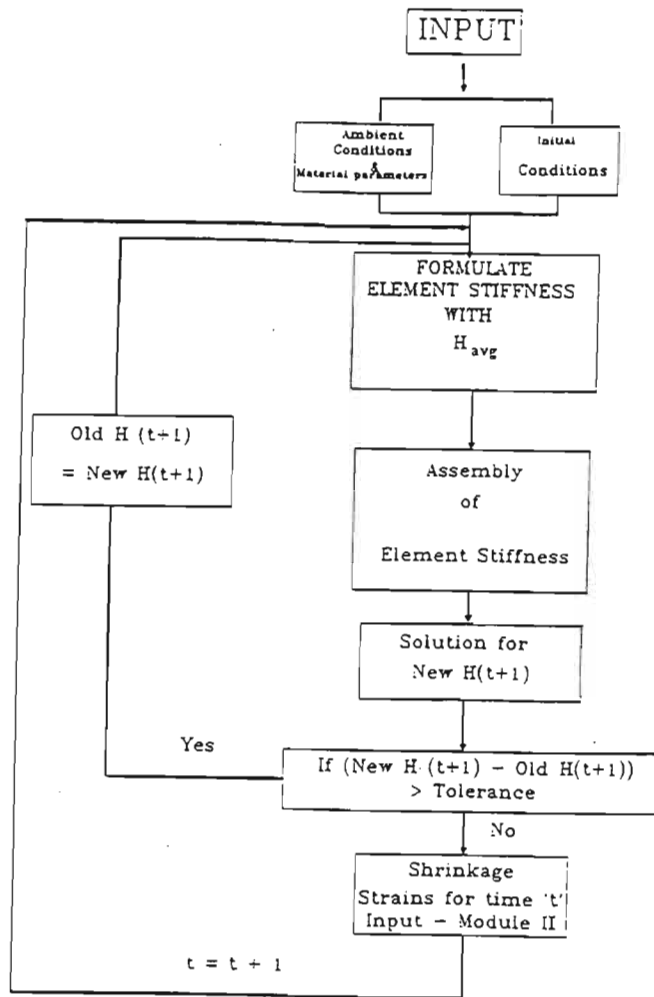 INPUT
Ambient
Conditions
&
Material parameters
Initial
Conditions
FORMULATE
ELEMENT STIFFNESS
WITH
H avg
Old H (t+1)
= New H(t+1)
Assembly
of
Element Stiffness
Solution for
New H(t+1)
Yes
If (New H (t+1) - Old H(t+1))
> Tolerance
No
Shrinkage
Strains for time 't'
Input - Module II
t = t + 1